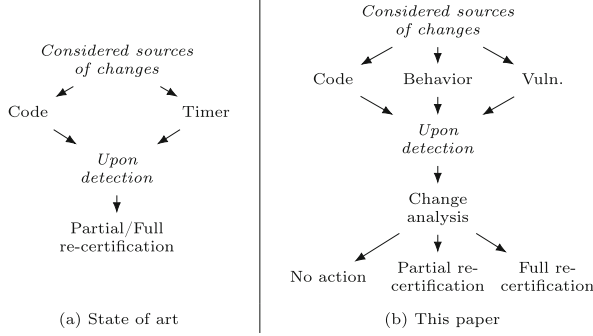 Considered sources
of changes
Code
Timer
Upon
detection
Partial/Full
re-certification
(a) State of art
Considered sources
of changes
Code
Behavior
Vuln.
Upon
detection
Change
analysis
No action
Partial re-
certification
Full re-
certification
(b) This paper